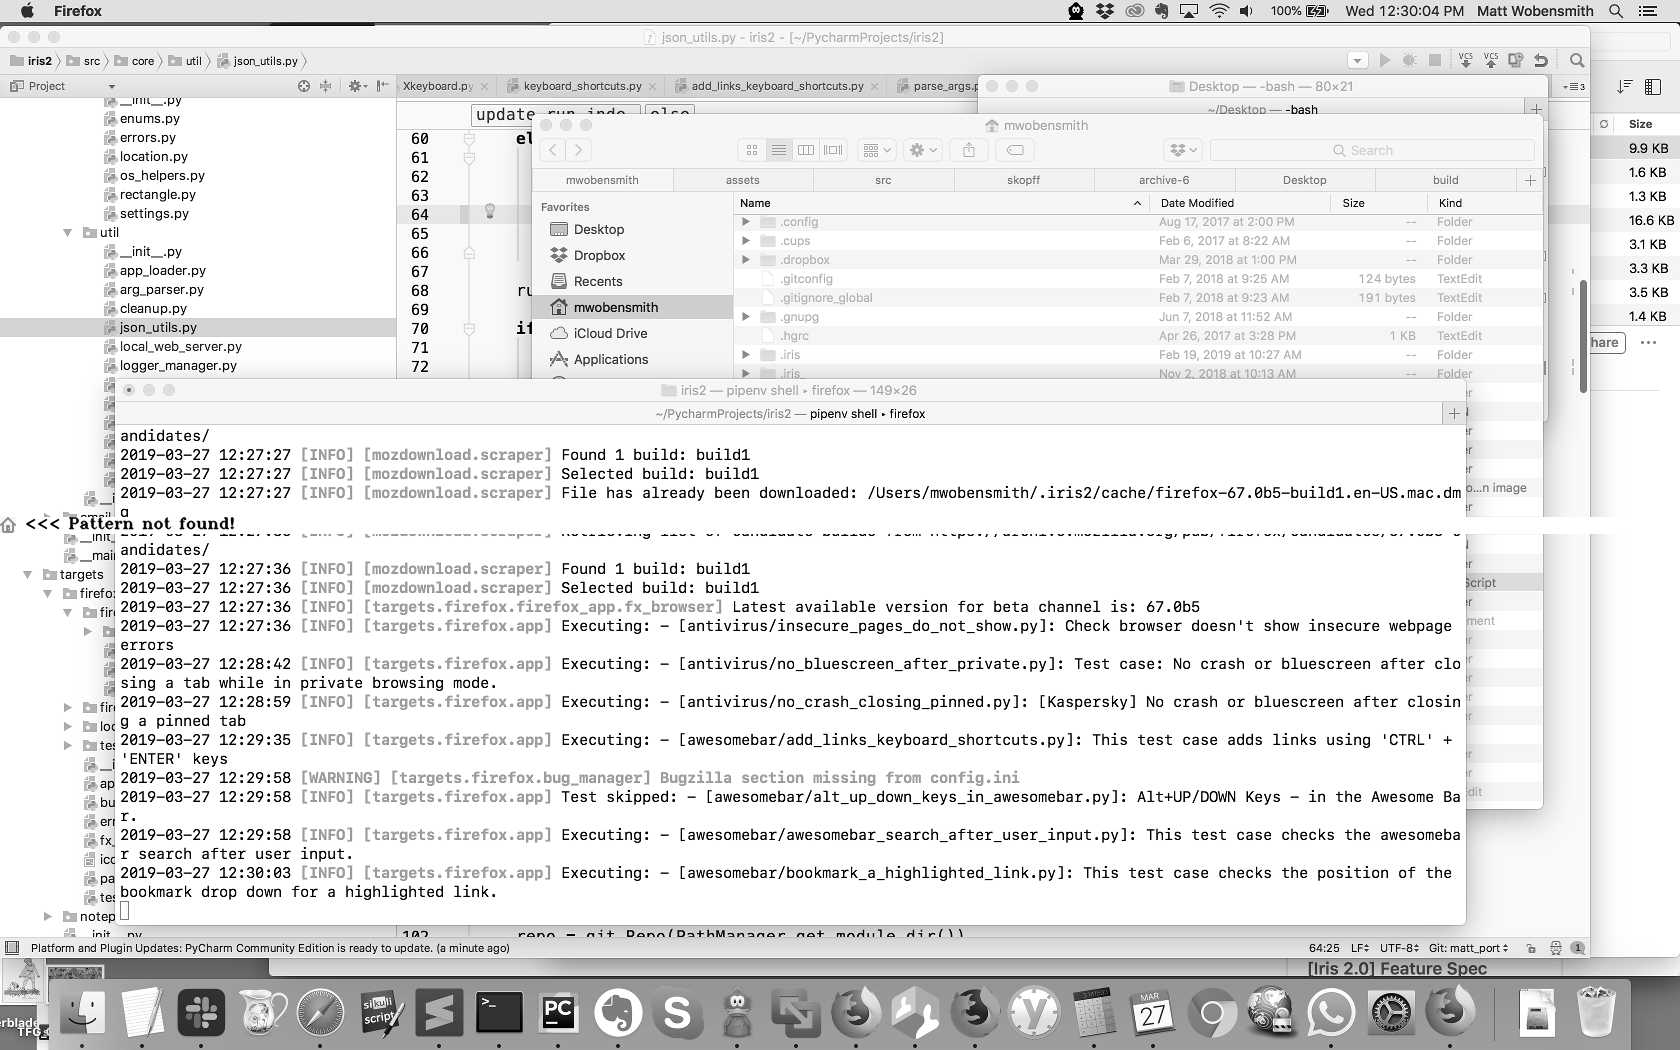 Firefox
100%
Wed 12:30:04 PM Matt Wobensmith
json_utils.py - iris2 - [~/PycharmProjects/iris2]
iris2 src core util json_utils.py
Project
Xkeyboard.py keyboard_shortcuts.py add_links_keyboard_shortcuts.py parse_args.p
Desktop — -bash — 80×21
~/Desktop — -bash
__init__.py
enums.py
errors.py
location.py
os_helpers.py
rectangle.py
settings.py
util
__init__.py
app_loader.py
arg_parser.py
cleanup.py
json_utils.py
local_web_server.py
logger_manager.py
60 el
61
62
63
64
65
66
67
68 ru
69
70 if
71
72
mwobensmith
Search
mwobensmith assets src skopff archive-6 Desktop build
Favorites
Desktop
Dropbox
Recents
mwobensmith
iCloud Drive
Applications
Name Date Modified Size Kind
.config Aug 17, 2017 at 2:00 PM -- Folder
.cups Feb 6, 2017 at 8:22 AM -- Folder
.dropbox Mar 29, 2018 at 1:00 PM -- Folder
.gitconfig Feb 7, 2018 at 9:25 AM 124 bytes TextEdit
.gitignore_global Feb 7, 2018 at 9:23 AM 191 bytes TextEdit
.gnupg Jun 7, 2018 at 11:52 AM -- Folder
.hgrc Apr 26, 2017 at 3:28 PM 1 KB TextEdit
.iris Feb 19, 2019 at 10:27 AM -- Folder
.iris_ Nov 2, 2018 at 10:13 AM -- Folder
Size
9.9 KB
1.6 KB
1.3 KB
16.6 KB
3.1 KB
3.3 KB
3.5 KB
1.4 KB
hare
iris2 — pipenv shell ▸ firefox — 149×26
~/PycharmProjects/iris2 — pipenv shell ▸ firefox
andidates/
2019-03-27 12:27:27 [INFO] [mozdownload.scraper] Found 1 build: build1
2019-03-27 12:27:27 [INFO] [mozdownload.scraper] Selected build: build1
2019-03-27 12:27:27 [INFO] [mozdownload.scraper] File has already been downloaded: /Users/mwobensmith/.iris2/cache/firefox-67.0b5-build1.en-US.mac.dm
<<< Pattern not found!
andidates/
2019-03-27 12:27:36 [INFO] [mozdownload.scraper] Found 1 build: build1
2019-03-27 12:27:36 [INFO] [mozdownload.scraper] Selected build: build1
2019-03-27 12:27:36 [INFO] [targets.firefox.firefox_app.fx_browser] Latest available version for beta channel is: 67.0b5
2019-03-27 12:27:36 [INFO] [targets.firefox.app] Executing: - [antivirus/insecure_pages_do_not_show.py]: Check browser doesn't show insecure webpage
errors
2019-03-27 12:28:42 [INFO] [targets.firefox.app] Executing: - [antivirus/no_bluescreen_after_private.py]: Test case: No crash or bluescreen after clo
sing a tab while in private browsing mode.
2019-03-27 12:28:59 [INFO] [targets.firefox.app] Executing: - [antivirus/no_crash_closing_pinned.py]: [Kaspersky] No crash or bluescreen after closin
g a pinned tab
2019-03-27 12:29:35 [INFO] [targets.firefox.app] Executing: - [awesomebar/add_links_keyboard_shortcuts.py]: This test case adds links using 'CTRL' +
'ENTER' keys
2019-03-27 12:29:58 [WARNING] [targets.firefox.bug_manager] Bugzilla section missing from config.ini
2019-03-27 12:29:58 [INFO] [targets.firefox.app] Test skipped: - [awesomebar/alt_up_down_keys_in_awesomebar.py]: Alt+UP/DOWN Keys - in the Awesome Ba
r.
2019-03-27 12:29:58 [INFO] [targets.firefox.app] Executing: - [awesomebar/awesomebar_search_after_user_input.py]: This test case checks the awesomeba
r search after user input.
2019-03-27 12:30:03 [INFO] [targets.firefox.app] Executing: - [awesomebar/bookmark_a_highlighted_link.py]: This test case checks the position of the
bookmark drop down for a highlighted link.
targets
firefox
notep
o...n image
Script
ment
dit
102 repo = git.Repo(PathManager.get_module_dir())
Platform and Plugin Updates: PyCharm Community Edition is ready to update. (a minute ago)
64:25 LF UTF-8 Git: matt_port
1
[Iris 2.0] Feature Spec
erblade
TFG
sikuli
script
PC
MAR
27